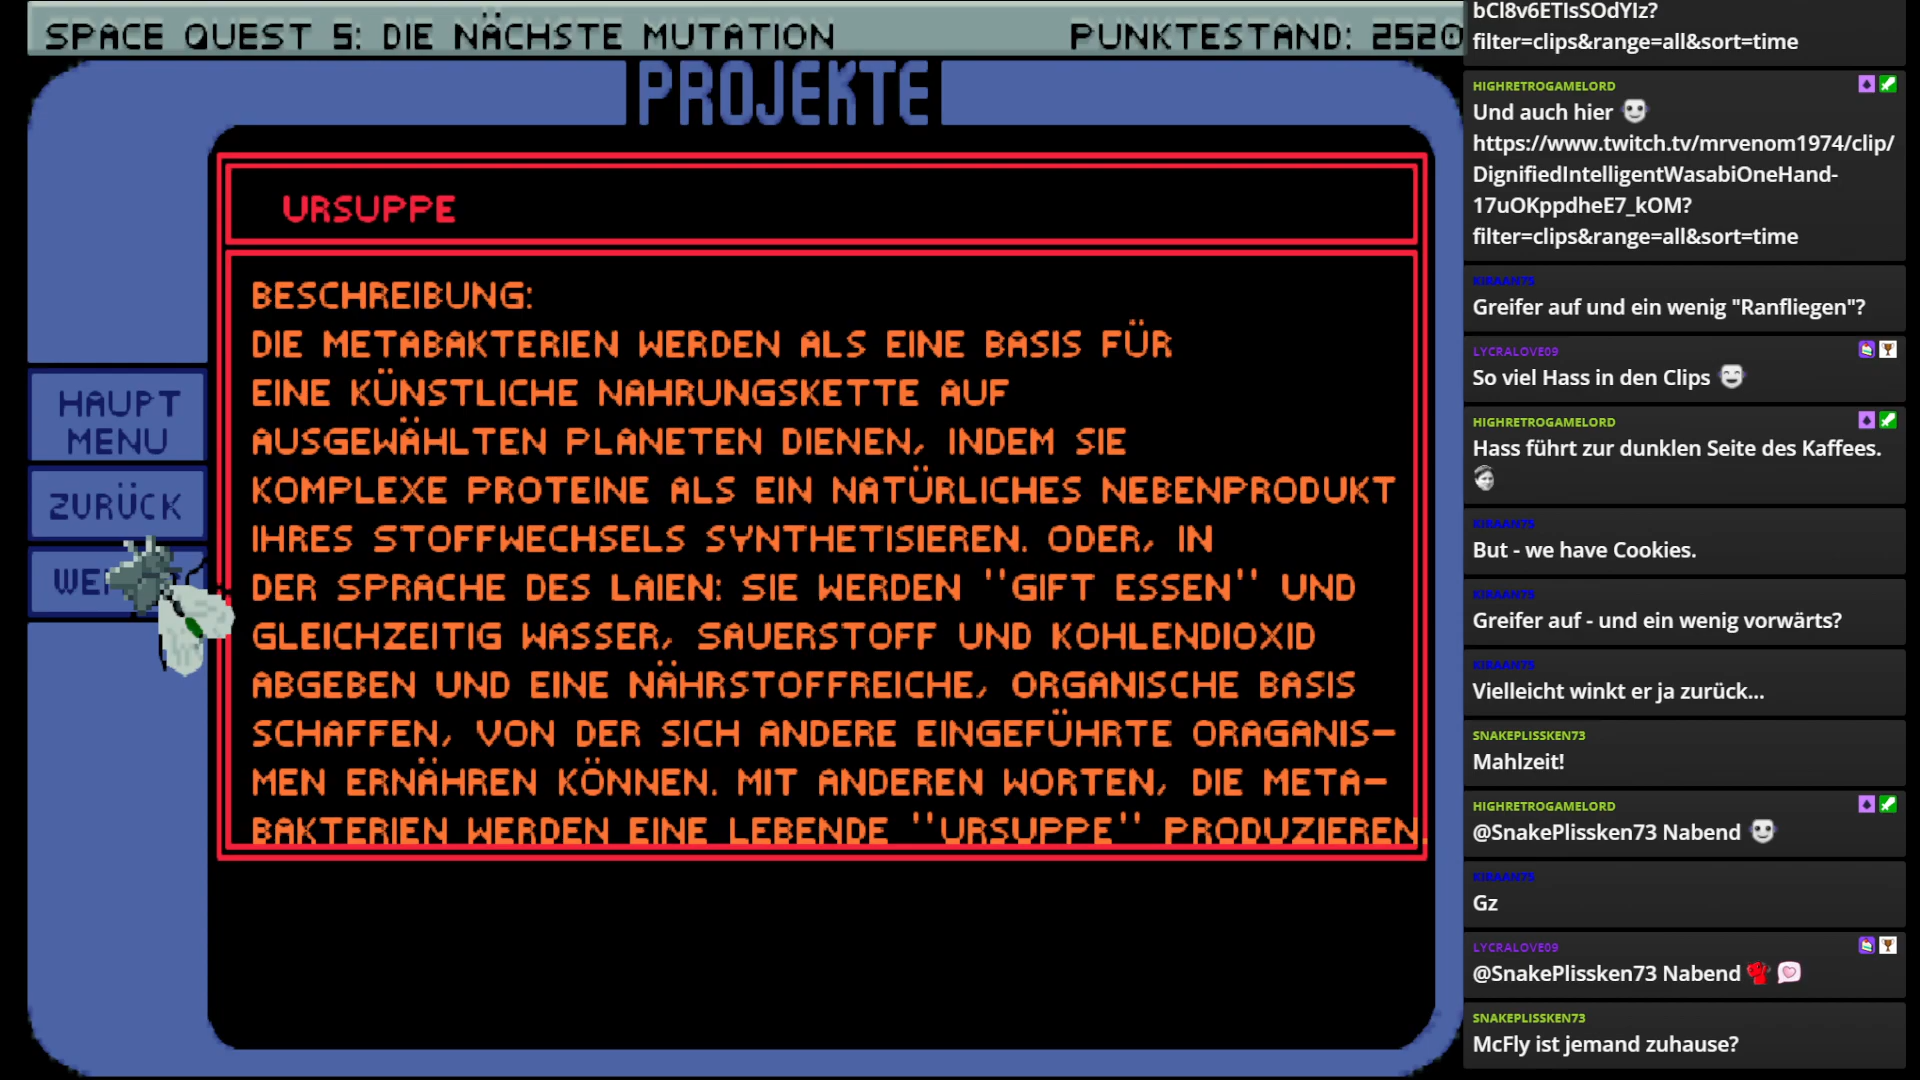 SPACE QUEST 5: DIE NÄCHSTE MUTATION
PUNKTESTAND: 2520
PROJEKTE
URSUPPE
BESCHREIBUNG:
DIE METABAKTERIEN WERDEN ALS EINE BASIS FÜR
EINE KÜNSTLICHE NAHRUNGSKETTE AUF
AUSGEWÄHLTEN PLANETEN DIENEN, INDEM SIE
KOMPLEXE PROTEINE ALS EIN NATÜRLICHES NEBENPRODUKT
IHRES STOFFWECHSELS SYNTHETISIEREN. ODER, IN
DER SPRACHE DES LAIEN: SIE WERDEN "GIFT ESSEN" UND
GLEICHZEITIG WASSER, SAUERSTOFF UND KOHLENDIOXID
ABGEBEN UND EINE NÄHRSTOFFREICHE, ORGANISCHE BASIS
SCHAFFEN, VON DER SICH ANDERE EINGEFÜHRTE ORAGANIS-
MEN ERNÄHREN KÖNNEN. MIT ANDEREN WORTEN, DIE META-
BAKTERIEN WERDEN EINE LEBENDE "URSUPPE" PRODUZIEREN.
HAUPT
MENU
ZURÜCK
bCl8v6ETIsSOdYIz?
filter=clips&range=all&sort=time
HIGHRETROGAMELORD
Und auch hier
https://www.twitch.tv/mrvenom1974/clip/
DignifiedIntelligentWasabiOneHand-
17uOKppdheE7_kOM?
filter=clips&range=all&sort=time
KIRAAN75
Greifer auf und ein wenig "Ranfliegen"?
LYCRALOVE09
So viel Hass in den Clips
HIGHRETROGAMELORD
Hass führt zur dunklen Seite des Kaffees.
KIRAAN75
But - we have Cookies.
KIRAAN75
Greifer auf - und ein wenig vorwärts?
KIRAAN75
Vielleicht winkt er ja zurück...
SNAKEPLISSKEN73
Mahlzeit!
HIGHRETROGAMELORD
@SnakePlissken73 Nabend
KIRAAN75
Gz
LYCRALOVE09
@SnakePlissken73 Nabend
SNAKEPLISSKEN73
McFly ist jemand zuhause?